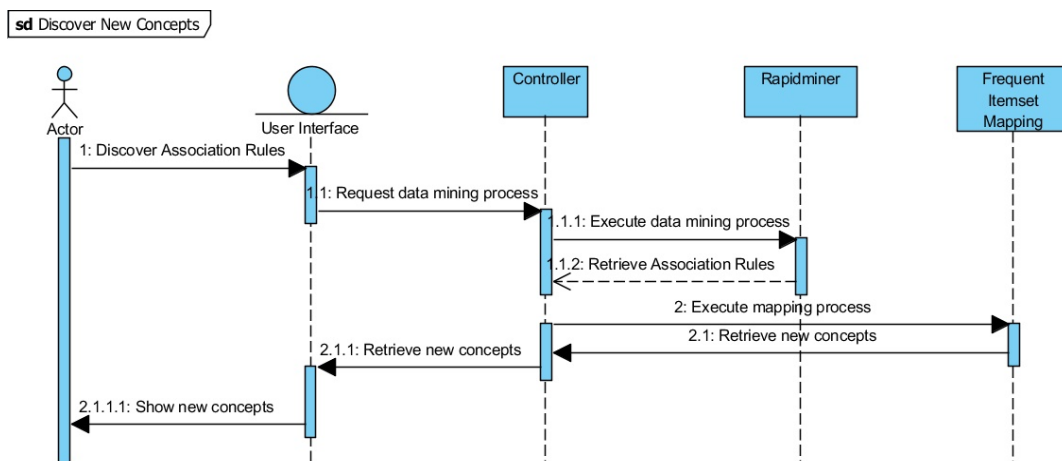 sd Discover New Concepts
Actor
User Interface
Controller
Rapidminer
Frequent
Itemset
Mapping
1: Discover Association Rules
1.1: Request data mining process
1.1.1: Execute data mining process
1.1.2: Retrieve Association Rules
2: Execute mapping process
2.1: Retrieve new concepts
2.1.1: Retrieve new concepts
2.1.1.1: Show new concepts